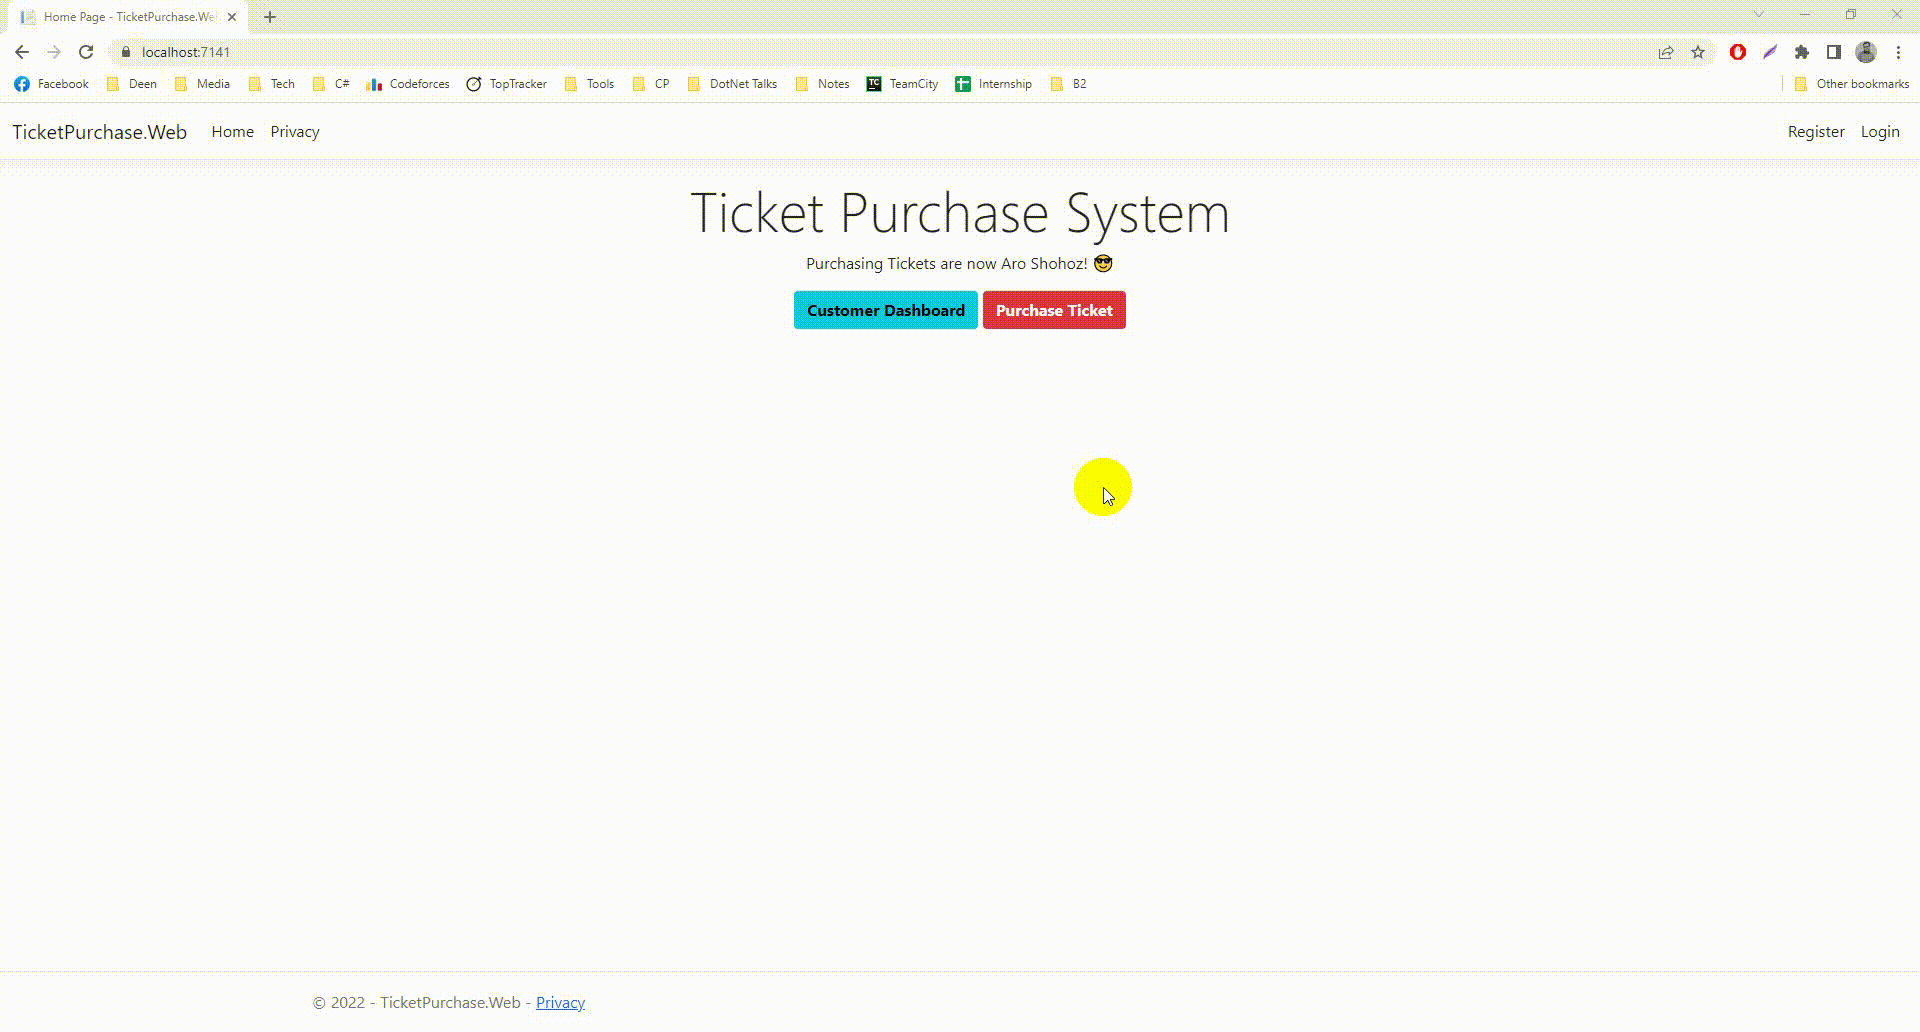 Home Page - TicketPurchase.We
localhost:7141
Facebook Deen Media Tech C# Codeforces TopTracker Tools CP DotNet Talks Notes TC TeamCity Internship B2 Other bookmarks
TicketPurchase.Web Home Privacy Register Login
Ticket Purchase System
Purchasing Tickets are now Aro Shohoz! 😎
Customer Dashboard Purchase Ticket
© 2022 - TicketPurchase.Web - Privacy